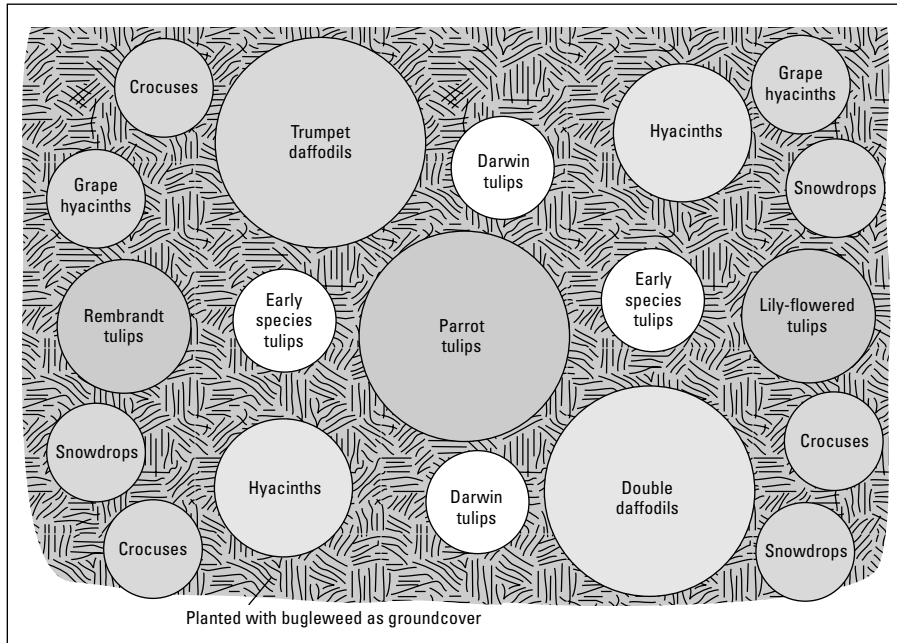 Crocuses
Trumpet
daffodils
Grape
hyacinths
Hyacinths
Darwin
tulips
Grape
hyacinths
Snowdrops
Rembrandt
tulips
Early
species
tulips
Parrot
tulips
Early
species
tulips
Lily-flowered
tulips
Snowdrops
Hyacinths
Darwin
tulips
Double
daffodils
Crocuses
Crocuses
Snowdrops
Planted with bugleweed as groundcover